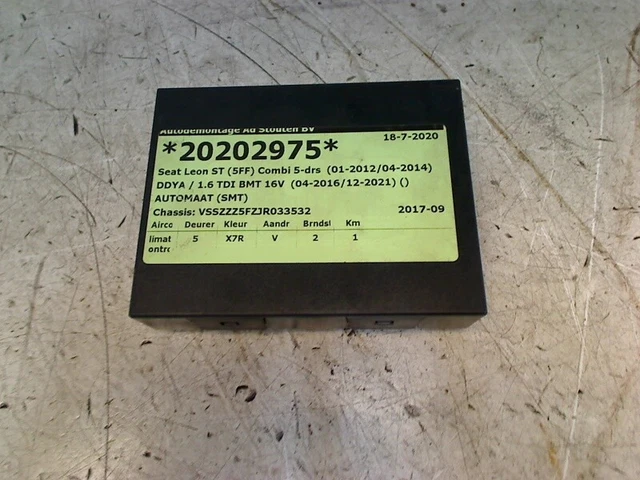 Autodemontage Ad Stouten BV
18-7-2020
*20202975*
Seat Leon ST (5FF) Combi 5-drs (01-2012/04-2014)
DDYA / 1.6 TDI BMT 16V (04-2016/12-2021) ()
AUTOMAAT (SMT)
Chassis: VSSZZZ5FZJR033532 2017-09
Airco Deurer Kleur Aandr Brndsl Km
limat 5 X7R V 2 1
ontro